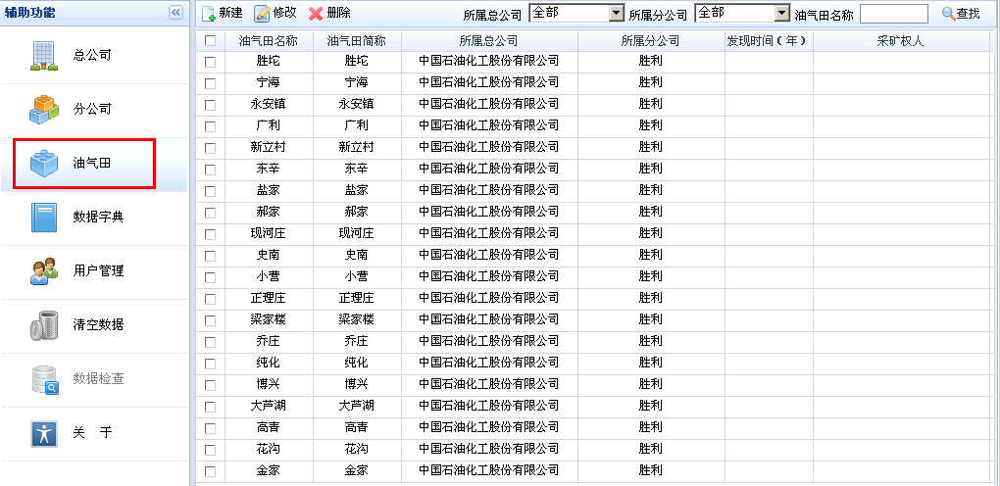 辅助功能
总公司
分公司
油气田
数据字典
用户管理
清空数据
数据检查
关 于
新建 修改 删除 所属总公司 全部 所属分公司 全部 油气田名称 查找
油气田名称 油气田简称 所属总公司 所属分公司 发现时间(年) 采矿权人
胜坨 胜坨 中国石油化工股份有限公司 胜利
宁海 宁海 中国石油化工股份有限公司 胜利
永安镇 永安镇 中国石油化工股份有限公司 胜利
广利 广利 中国石油化工股份有限公司 胜利
新立村 新立村 中国石油化工股份有限公司 胜利
东辛 东辛 中国石油化工股份有限公司 胜利
盐家 盐家 中国石油化工股份有限公司 胜利
郝家 郝家 中国石油化工股份有限公司 胜利
现河庄 现河庄 中国石油化工股份有限公司 胜利
史南 史南 中国石油化工股份有限公司 胜利
小营 小营 中国石油化工股份有限公司 胜利
正理庄 正理庄 中国石油化工股份有限公司 胜利
梁家楼 梁家楼 中国石油化工股份有限公司 胜利
乔庄 乔庄 中国石油化工股份有限公司 胜利
纯化 纯化 中国石油化工股份有限公司 胜利
博兴 博兴 中国石油化工股份有限公司 胜利
大芦湖 大芦湖 中国石油化工股份有限公司 胜利
高青 高青 中国石油化工股份有限公司 胜利
花沟 花沟 中国石油化工股份有限公司 胜利
金家 金家 中国石油化工股份有限公司 胜利